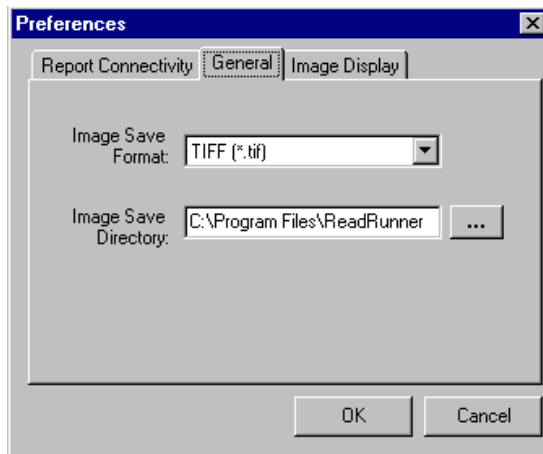 Preferences
Report Connectivity General Image Display
Image Save
Format:
TIFF (*.tif)
Image Save
Directory:
C:\Program Files\ReadRunner
...
OK Cancel